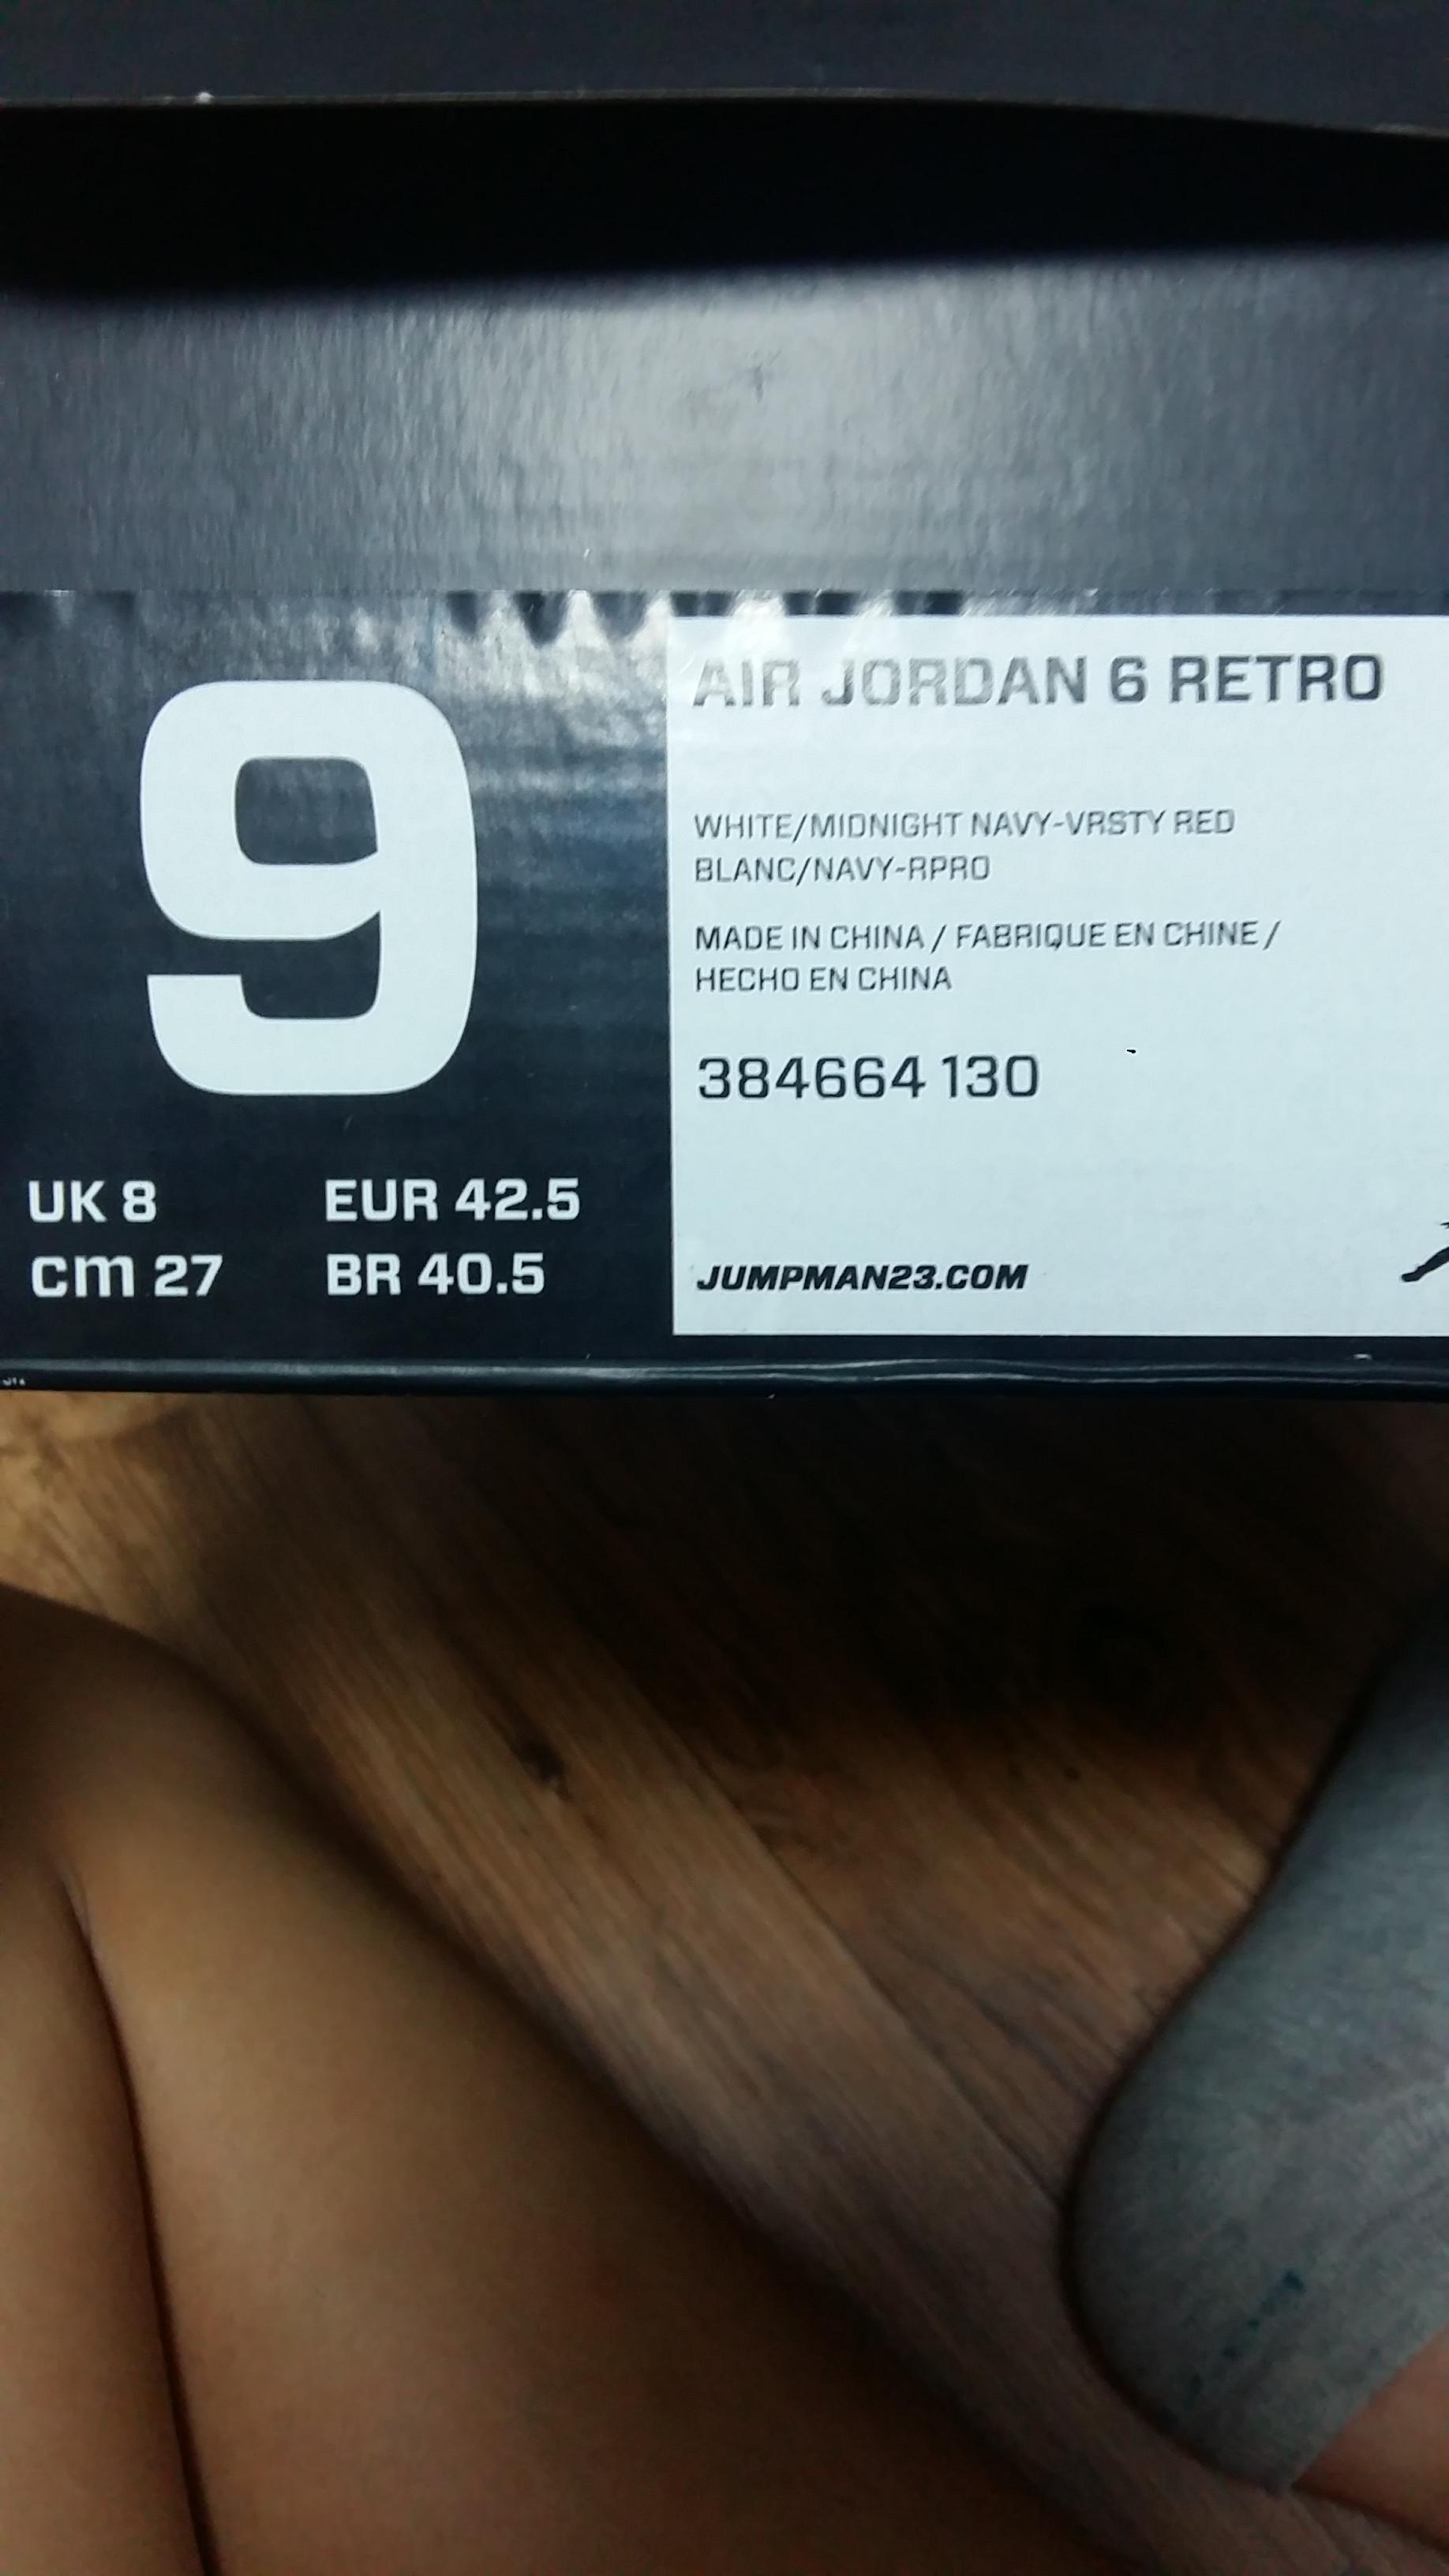 9
UK 8
EUR 42.5
cm 27
BR 40.5
AIR JORDAN 6 RETRO
WHITE/MIDNIGHT NAVY-VRSTY RED
BLANC/NAVY-RPRO
MADE IN CHINA / FABRIQUE EN CHINE /
HECHO EN CHINA
384664 130
JUMPMAN23.COM